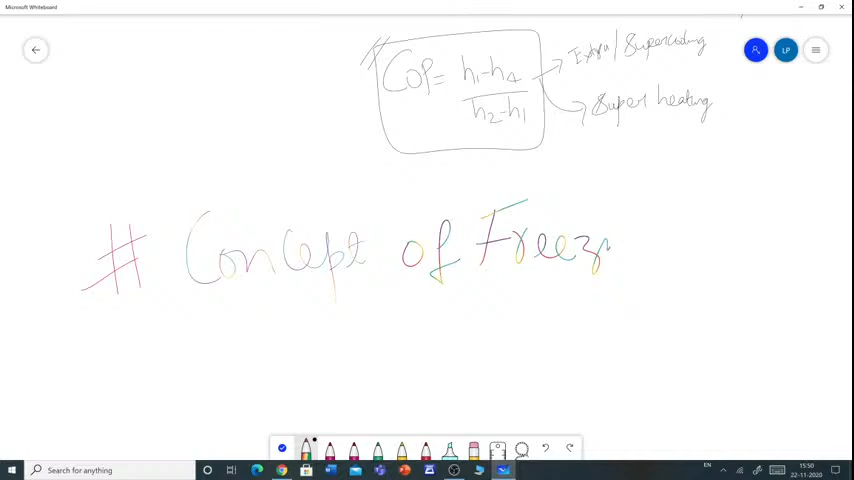 Microsoft Whiteboard
COP = h1-h4
h2-h1
Extra/Supercooling
Super heating
LP
# Concept of Freez
Search for anything
EN
15:50
22-11-2020